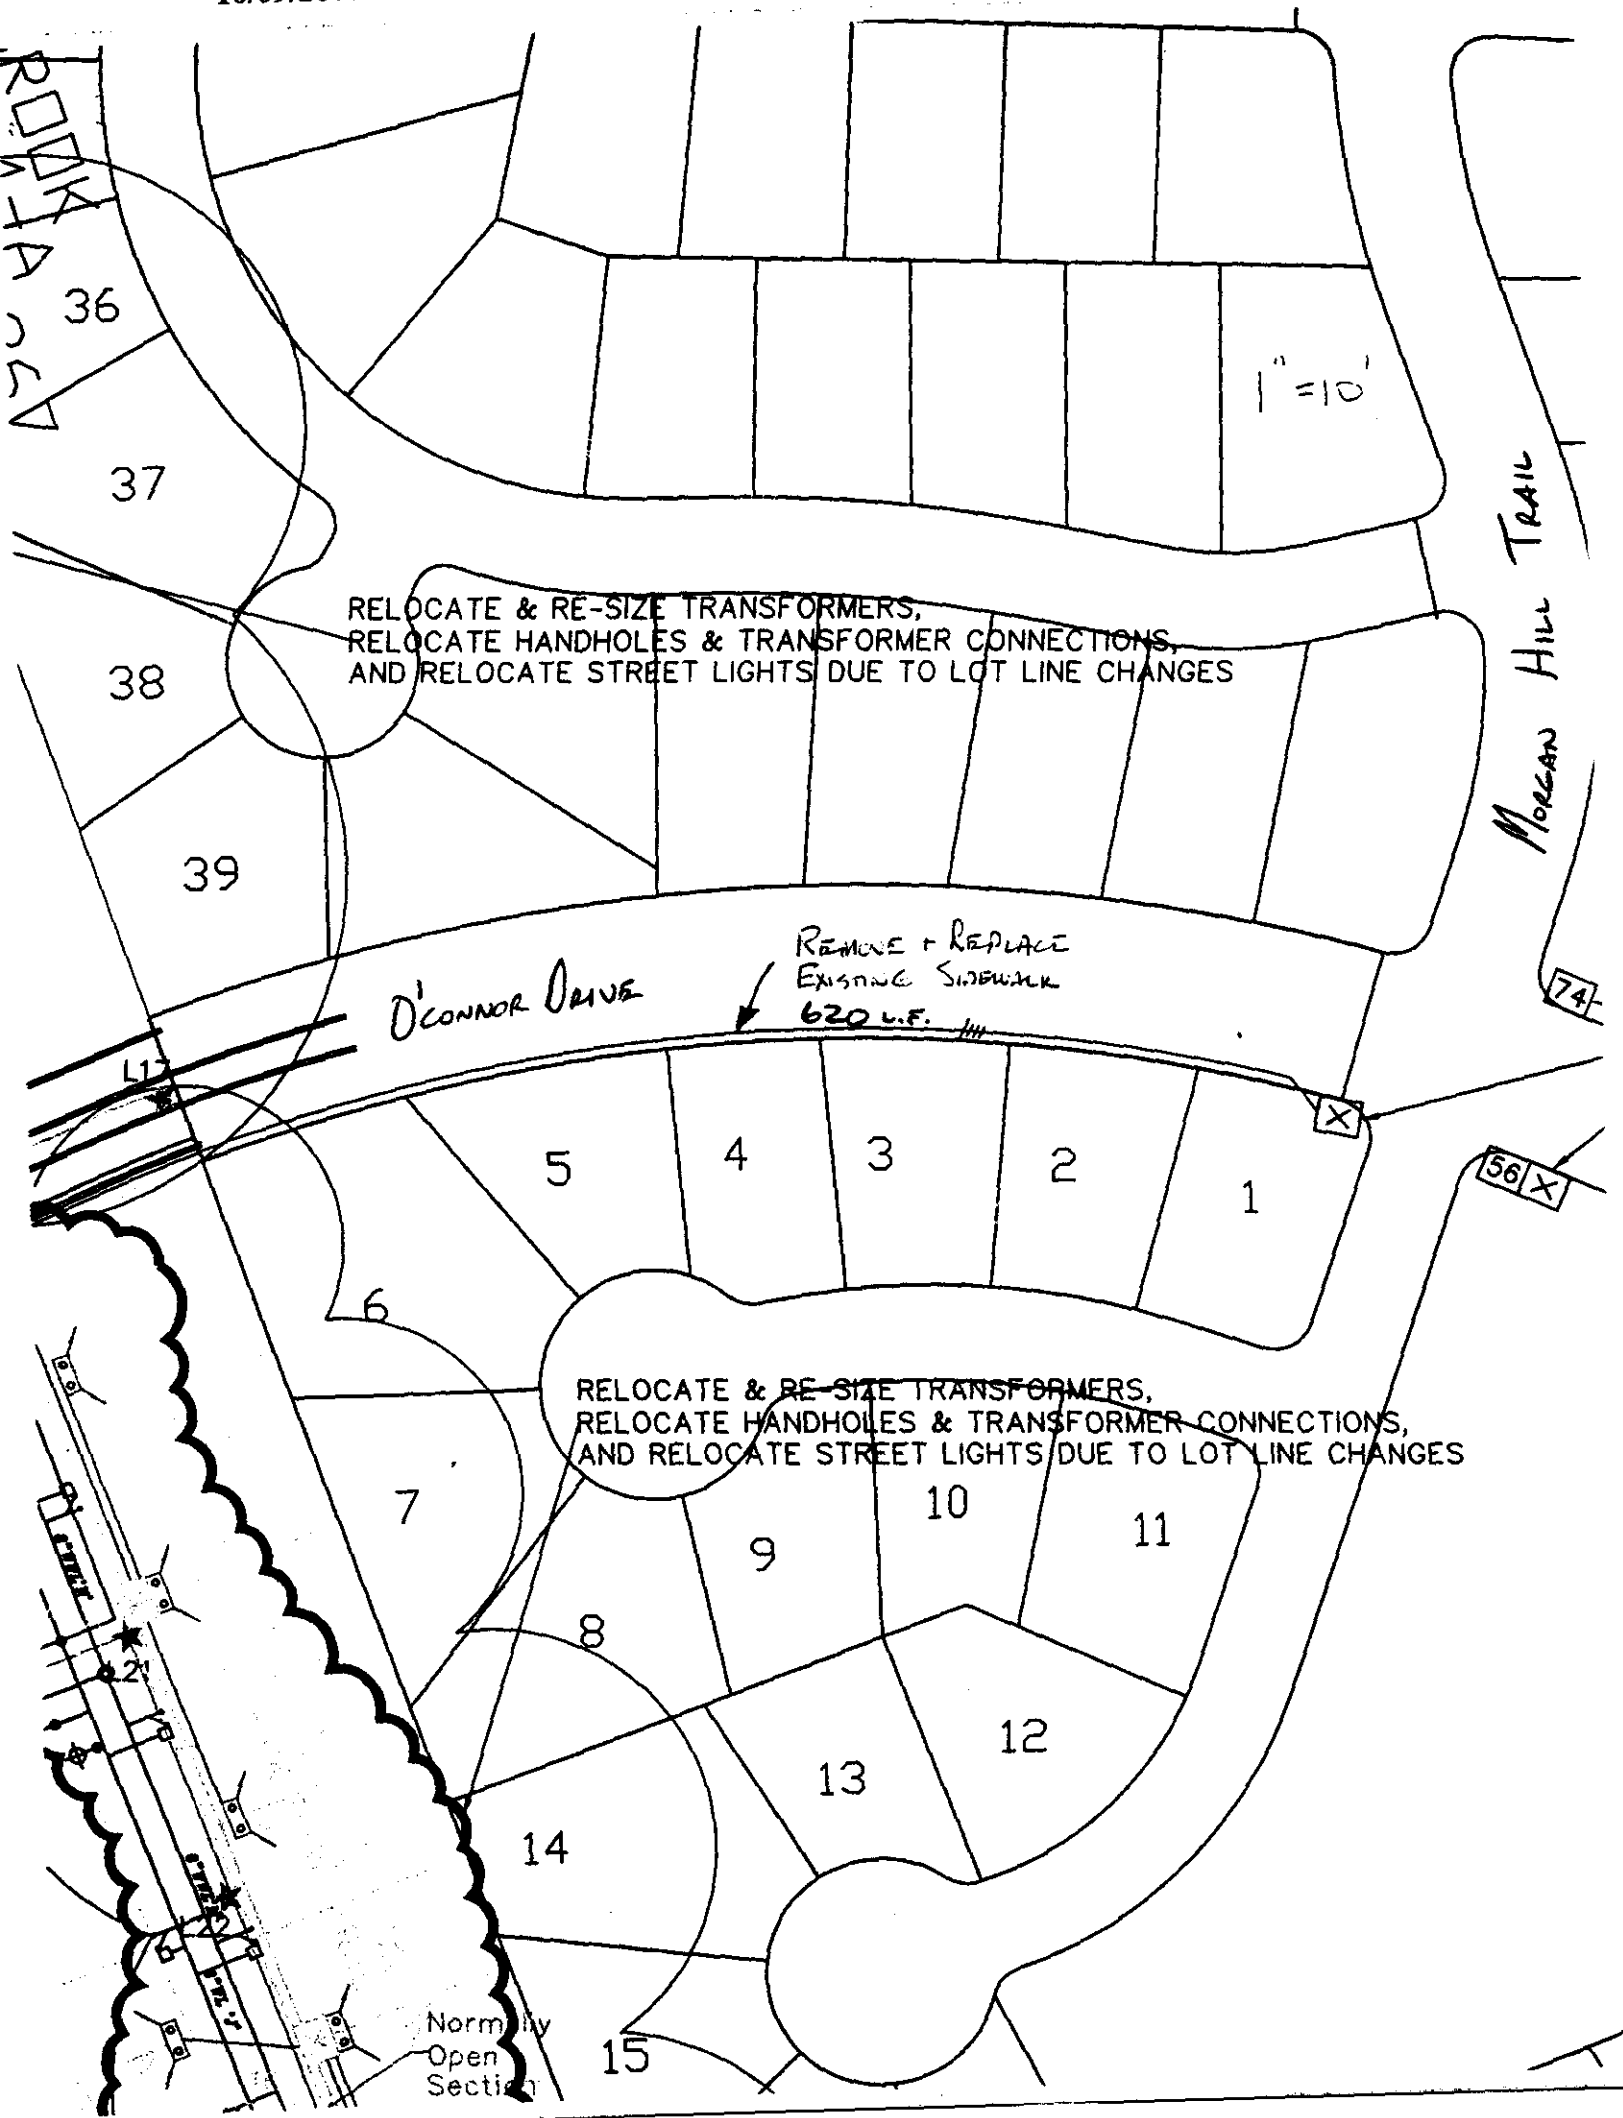 36
1"=10'
37
MORGAN HILL TRAIL
RELOCATE & RE-SIZE TRANSFORMERS,
RELOCATE HANDHOLES & TRANSFORMER CONNECTIONS,
AND RELOCATE STREET LIGHTS DUE TO LOT LINE CHANGES
38
39
REMOVE + REPLACE
EXISTING SIDEWALK
620 L.F.
O'CONNOR DRIVE
74
L17
5
4
3
2
1
56
6
RELOCATE & RE-SIZE TRANSFORMERS,
RELOCATE HANDHOLES & TRANSFORMER CONNECTIONS,
AND RELOCATE STREET LIGHTS DUE TO LOT LINE CHANGES
7
10
11
9
8
L21
12
13
14
L22
Normally
Open
Section
15